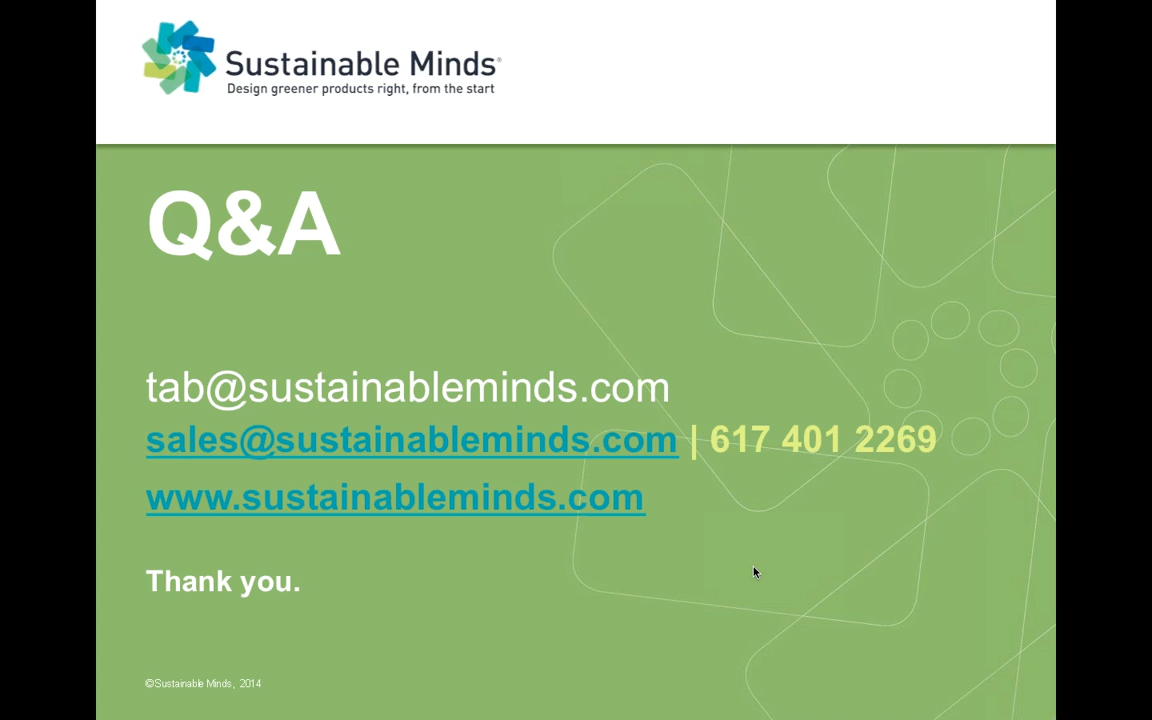 Sustainable Minds®
Design greener products right, from the start
Q&A
tab@sustainableminds.com
sales@sustainableminds.com | 617 401 2269
www.sustainableminds.com
Thank you.
©Sustainable Minds, 2014